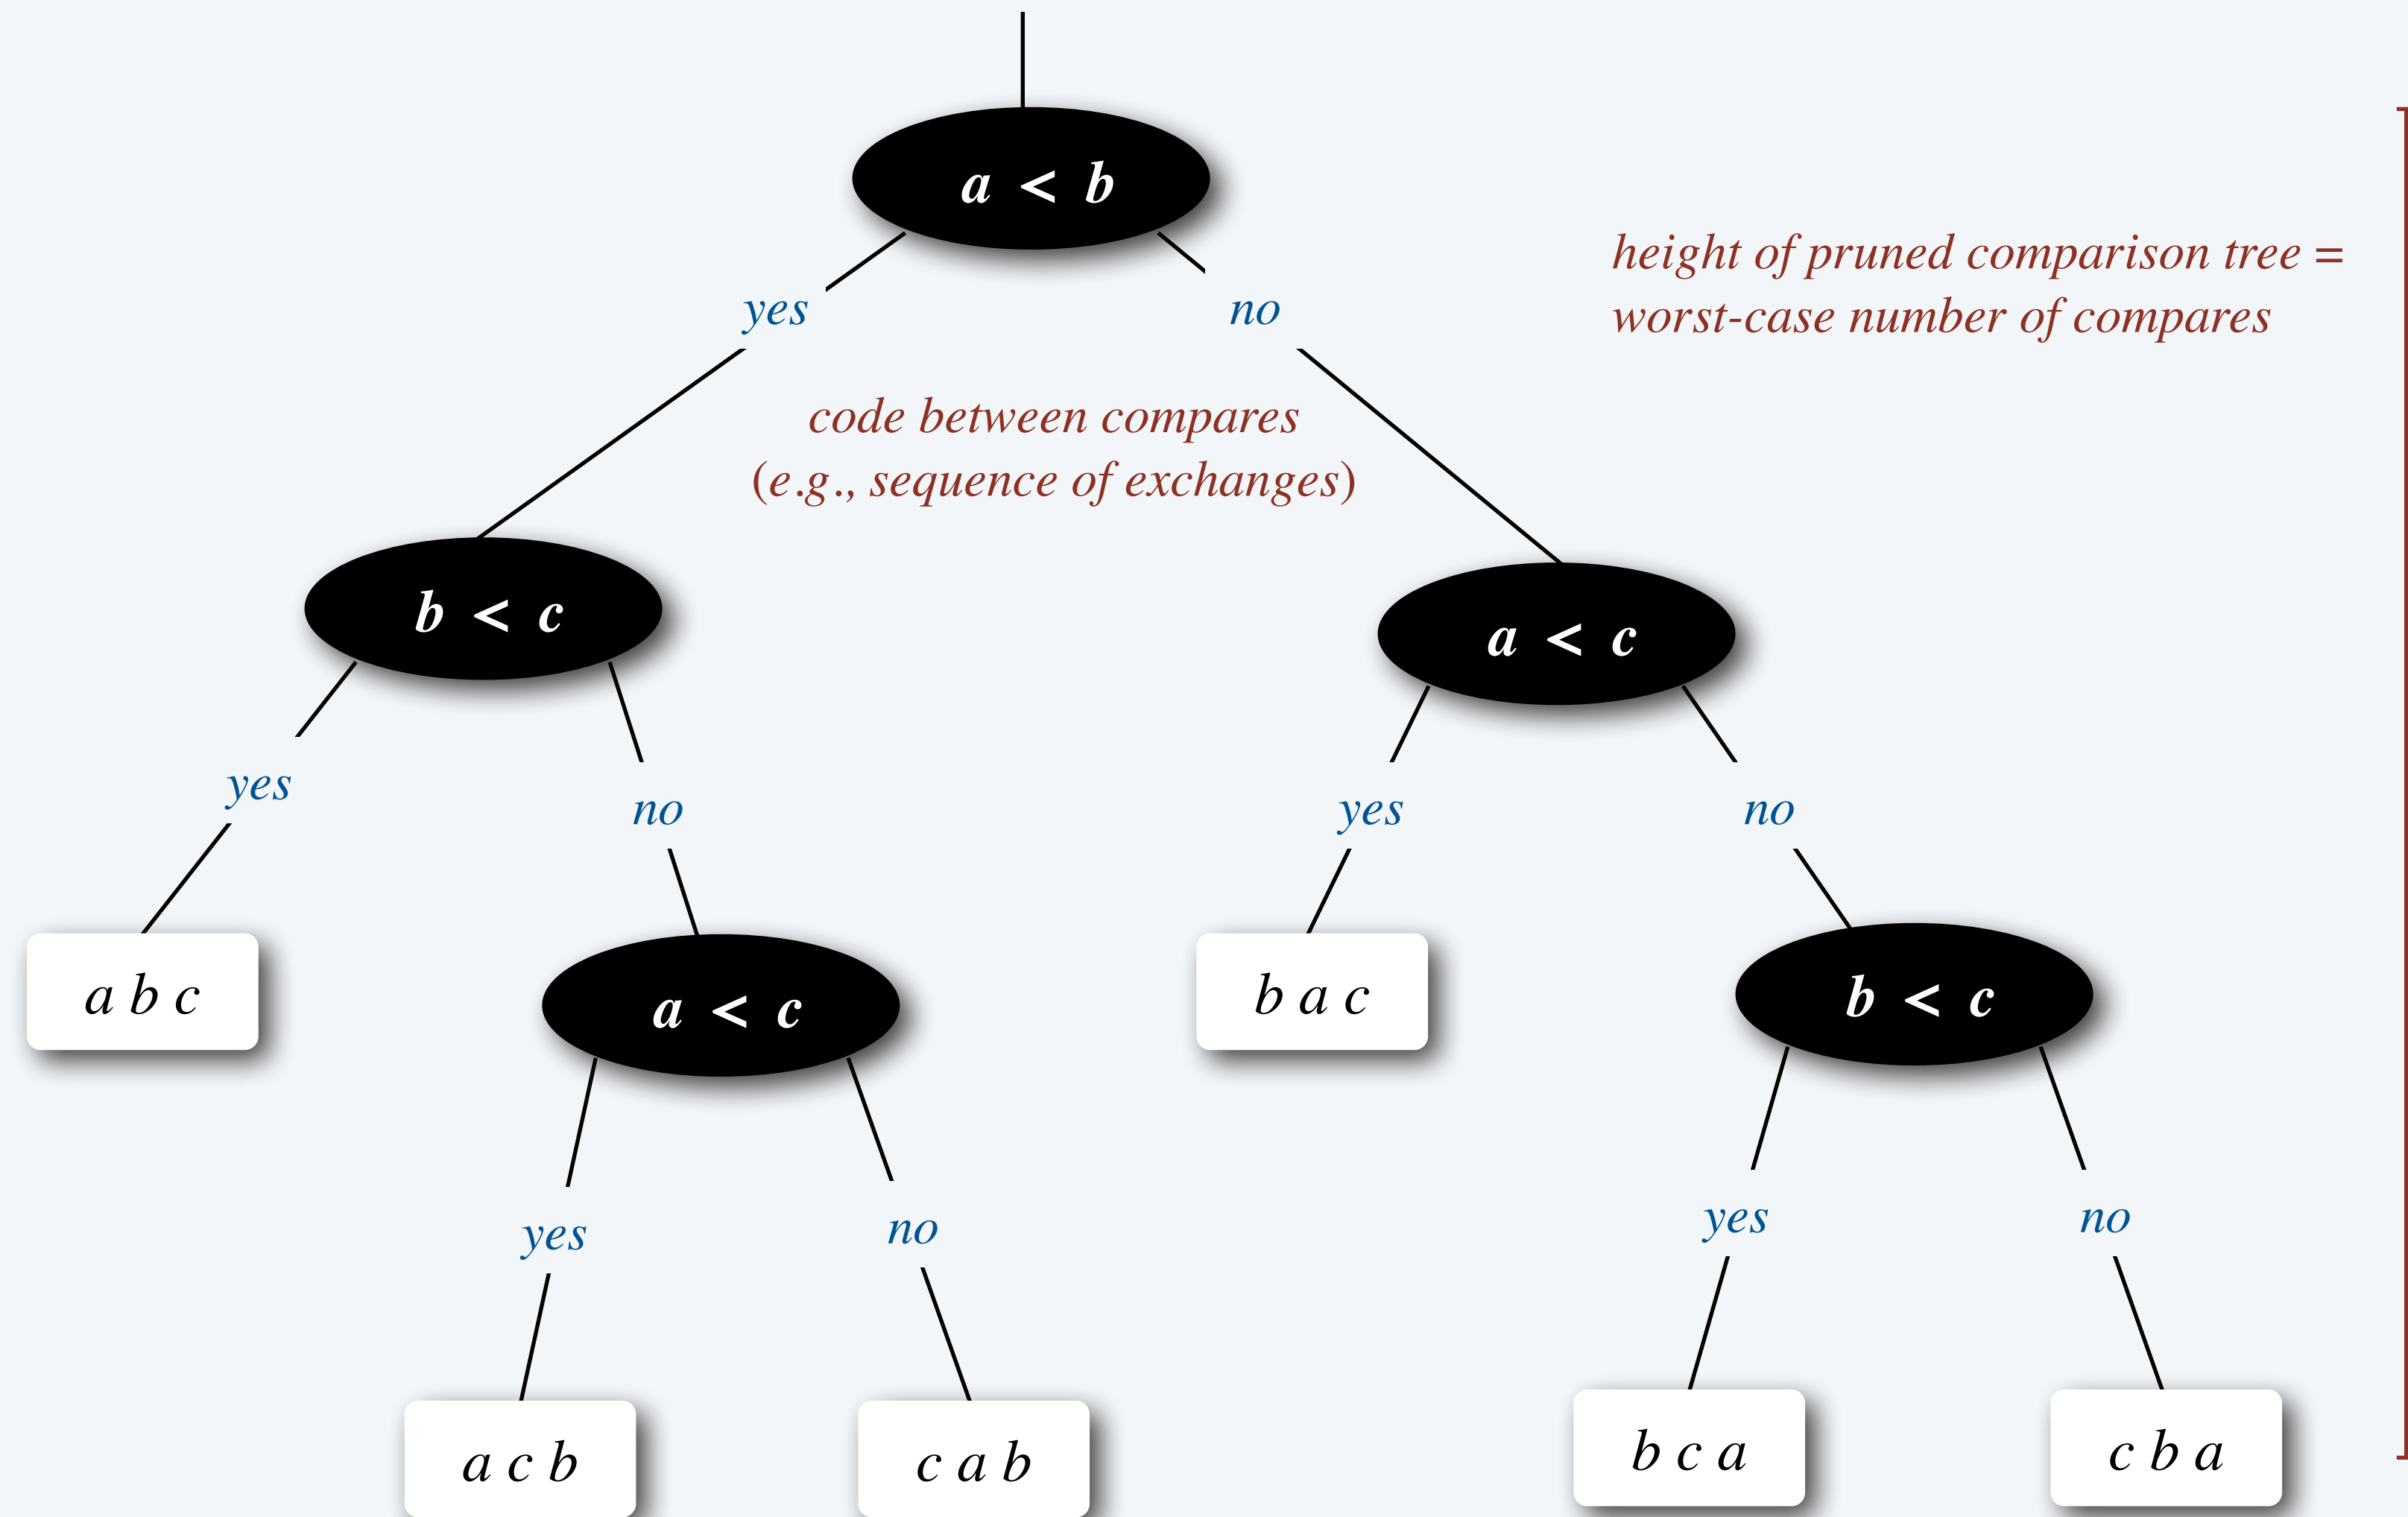 a < b
height of pruned comparison tree =
worst-case number of compares
yes
no
code between compares
(e.g., sequence of exchanges)
b < c
a < c
yes
no
yes
no
a b c
a < c
b a c
b < c
yes
no
yes
no
a c b
c a b
b c a
c b a